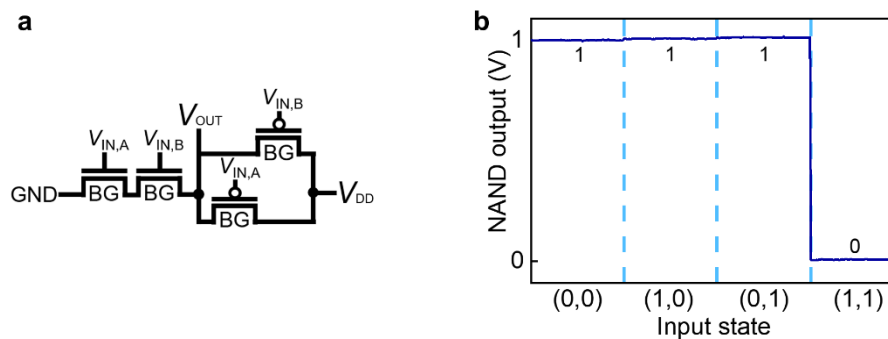 a
V_IN,B
V_OUT
V_IN,A V_IN,B
BG
V_IN,A
GND BG BG V_DD
BG
b
NAND output (V)
1
1 1 1
0
0
(0,0) (1,0) (0,1) (1,1)
Input state